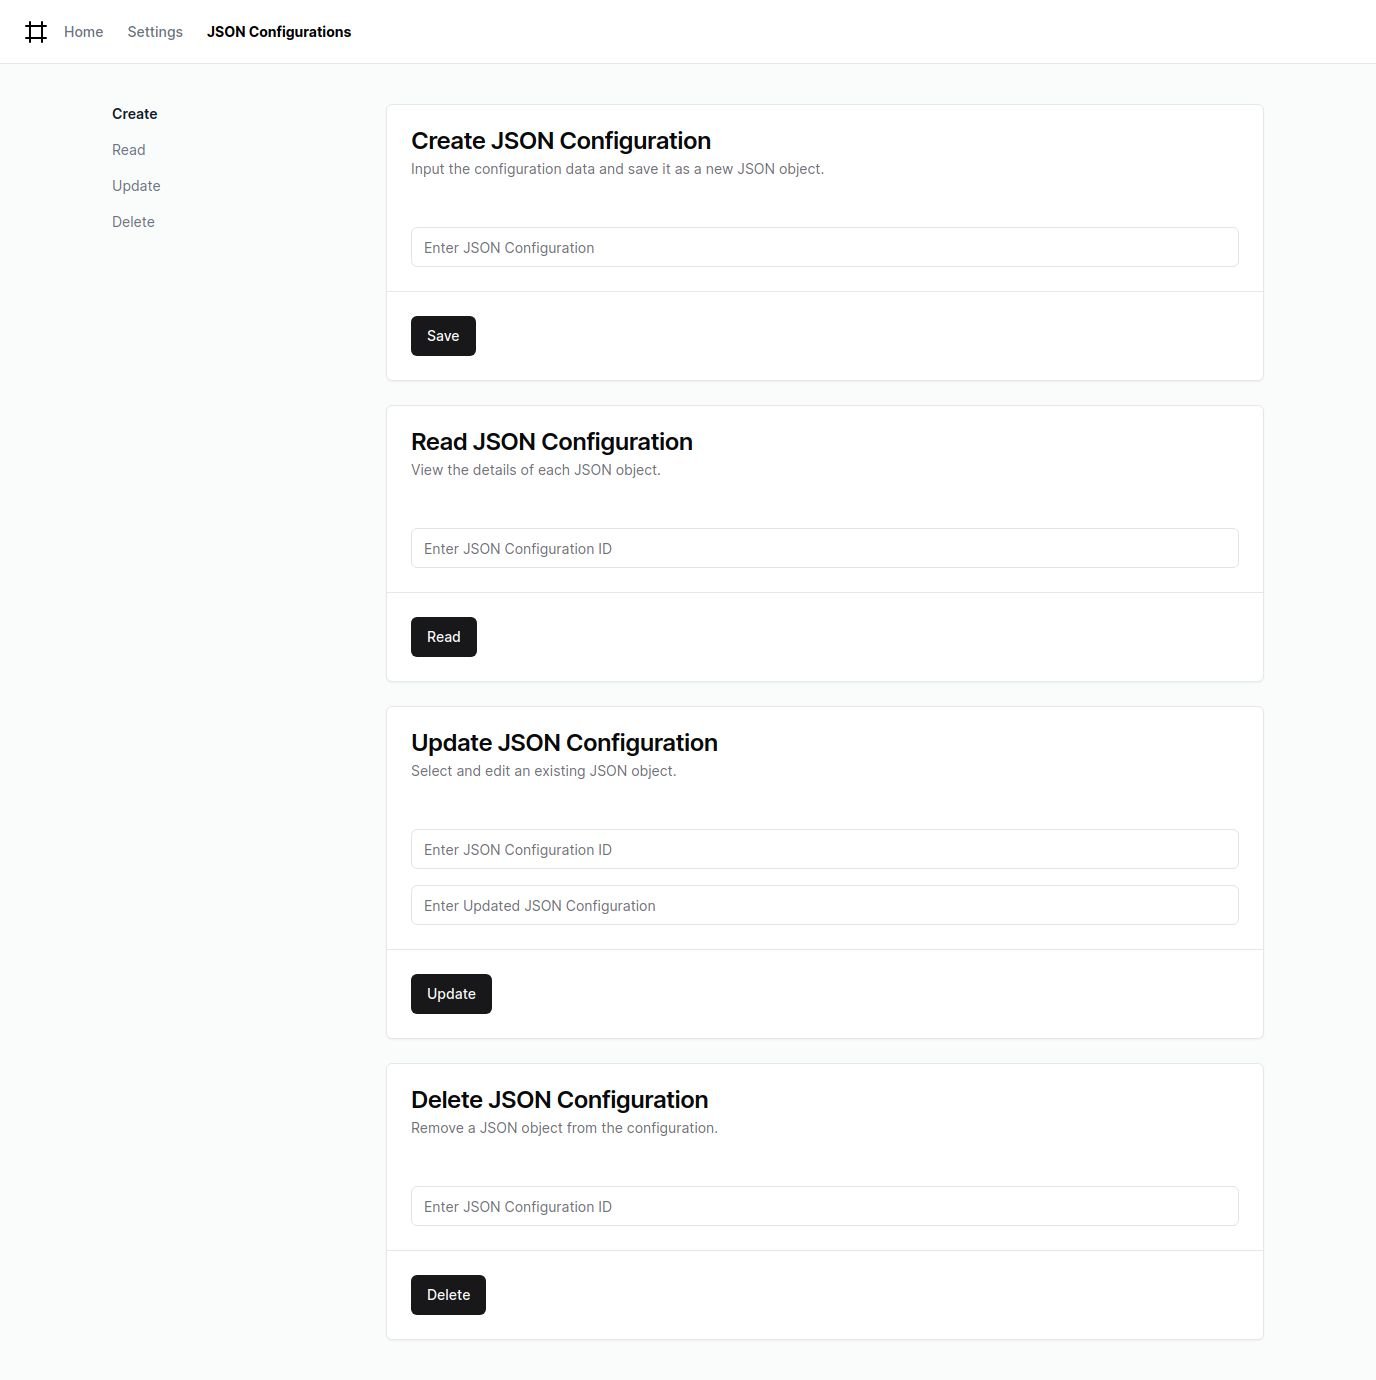 Home Settings JSON Configurations
Create
Read
Update
Delete
Create JSON Configuration
Input the configuration data and save it as a new JSON object.
Enter JSON Configuration
Save
Read JSON Configuration
View the details of each JSON object.
Enter JSON Configuration ID
Read
Update JSON Configuration
Select and edit an existing JSON object.
Enter JSON Configuration ID
Enter Updated JSON Configuration
Update
Delete JSON Configuration
Remove a JSON object from the configuration.
Enter JSON Configuration ID
Delete